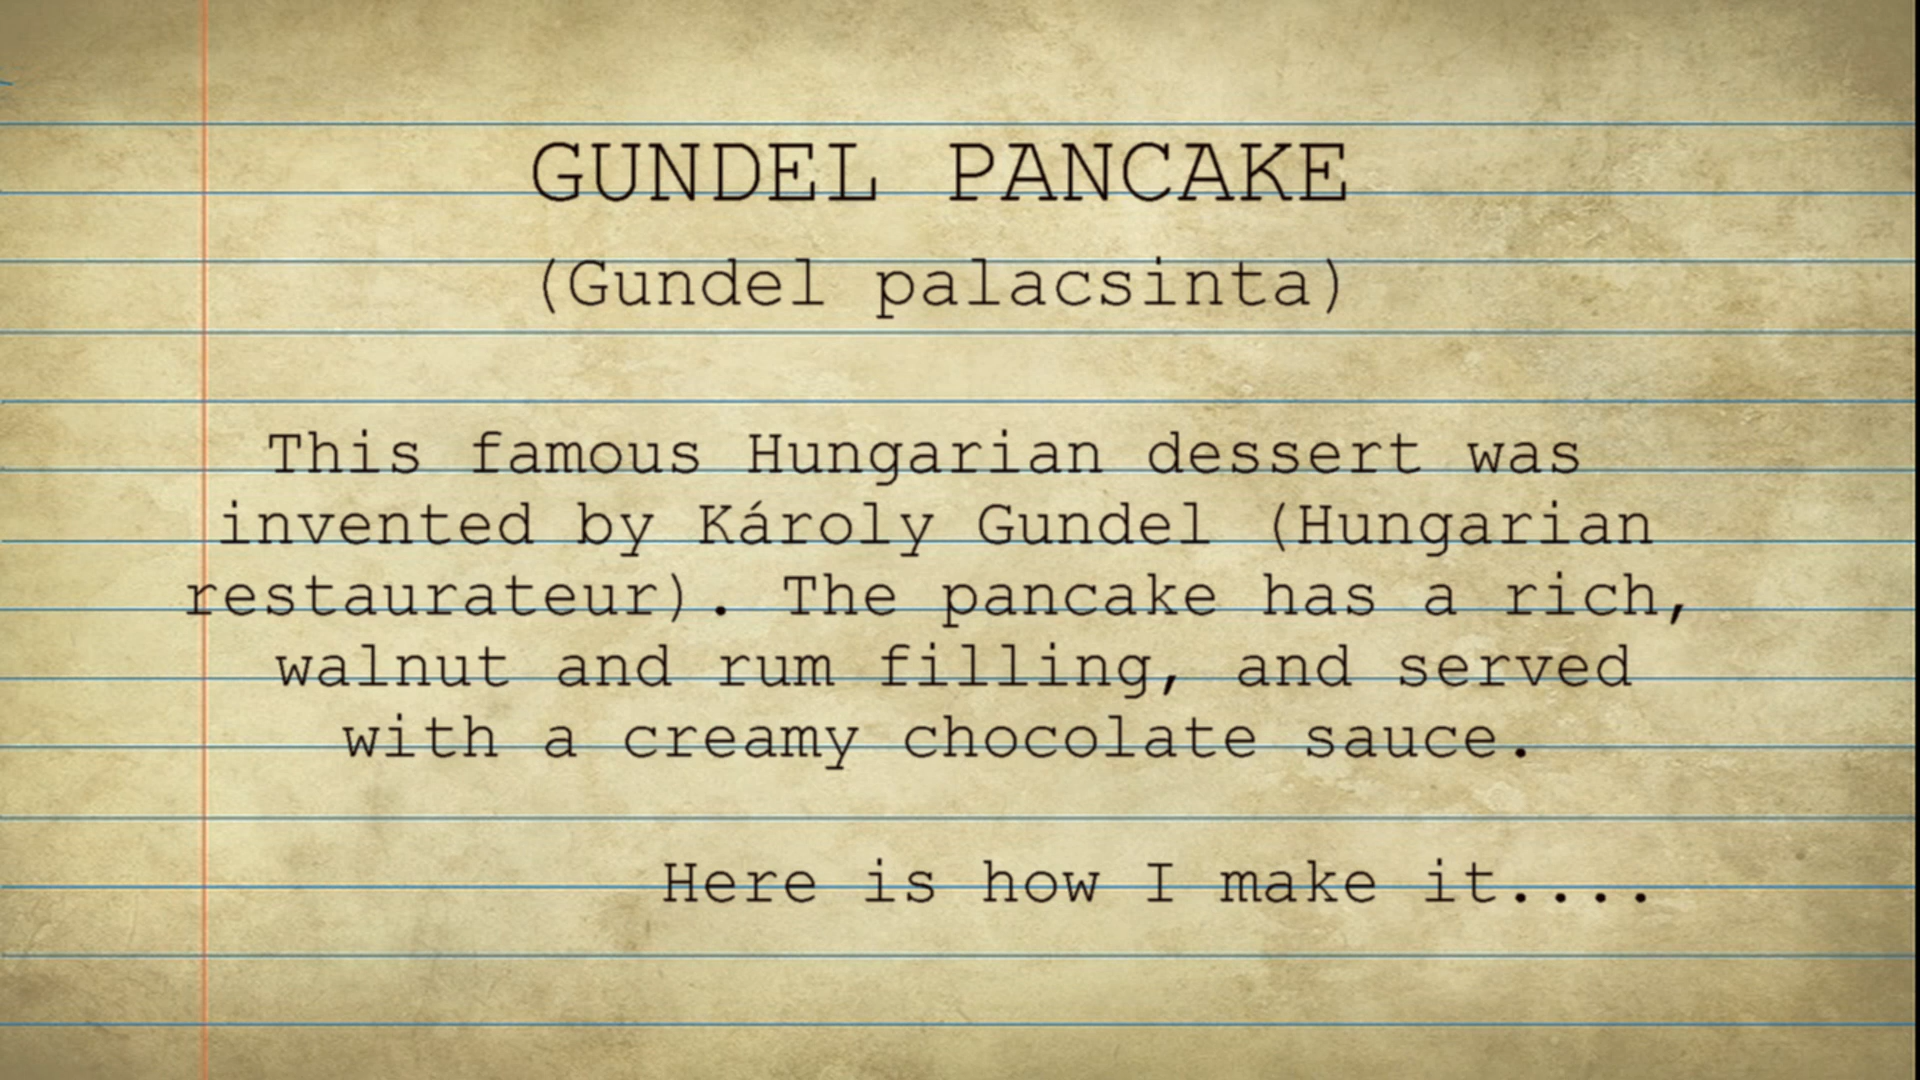 GUNDEL PANCAKE
(Gundel palacsinta)
This famous Hungarian dessert was
invented by Károly Gundel (Hungarian
restaurateur). The pancake has a rich,
walnut and rum filling, and served
with a creamy chocolate sauce.
Here is how I make it....